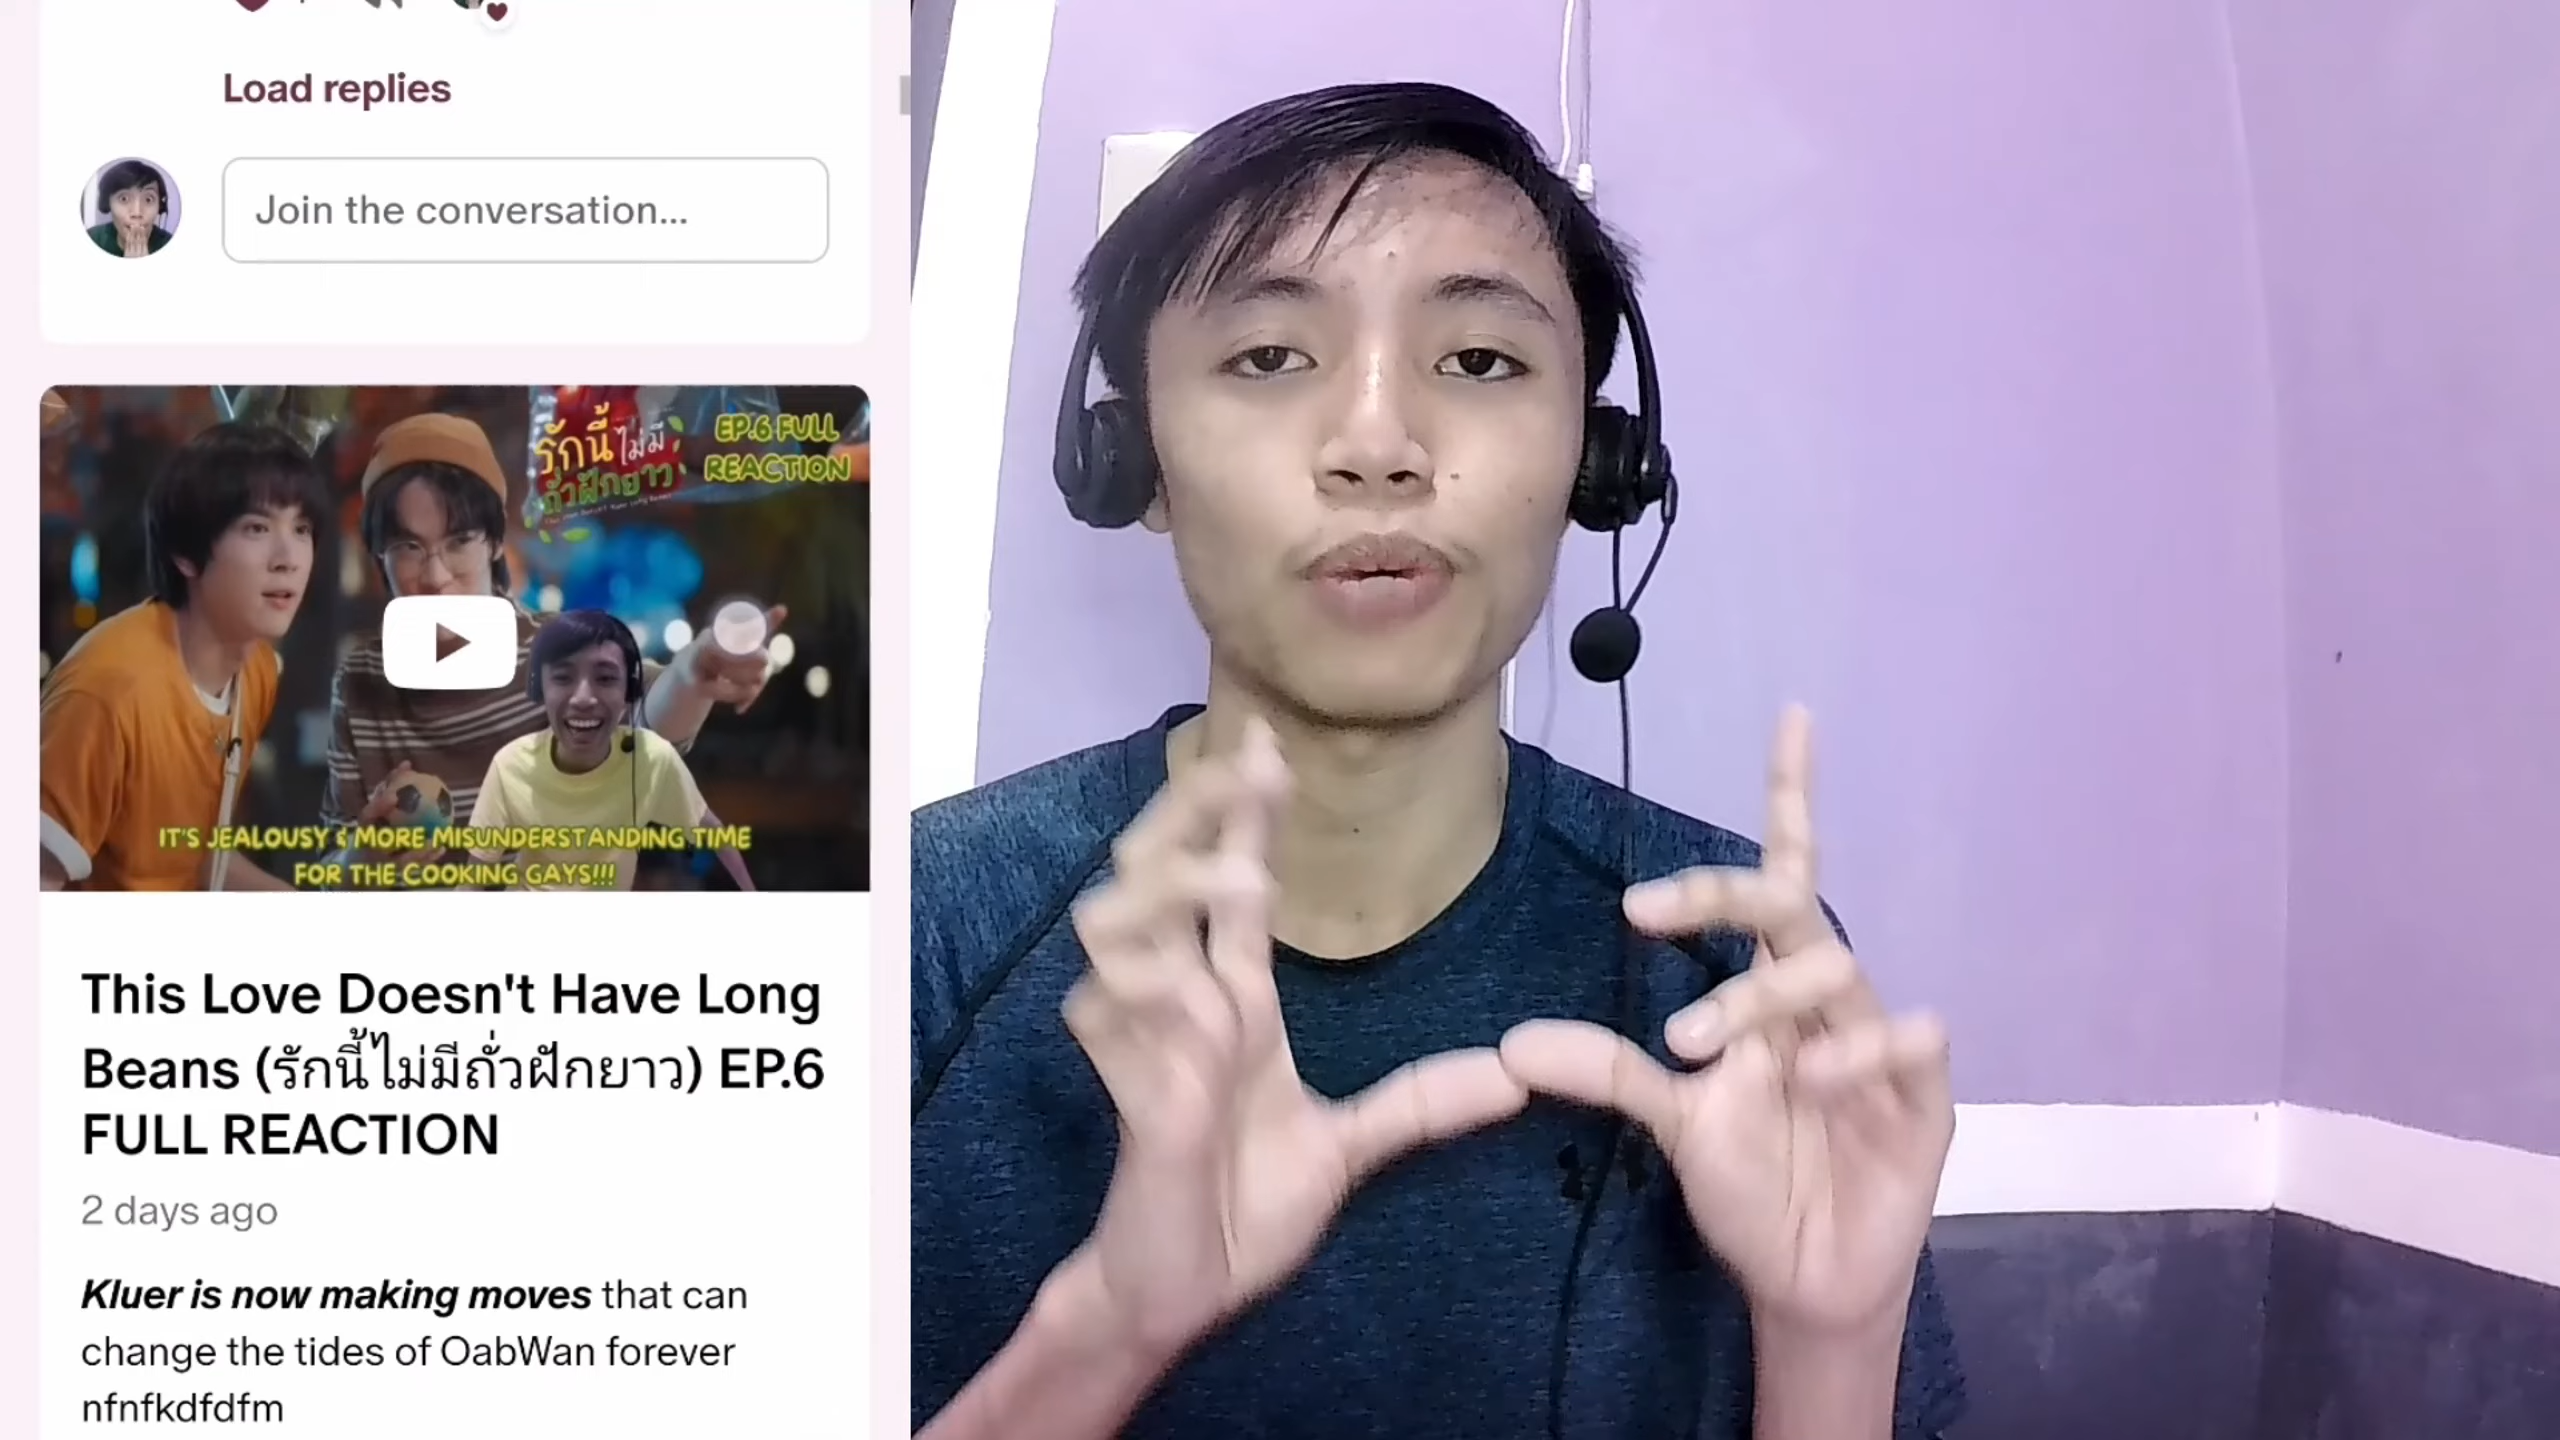 Load replies
Join the conversation...
รักนี้ไม่มี
ถั่วฝักยาว
EP.6 FULL
REACTION
IT'S JEALOUSY & MORE MISUNDERSTANDING TIME
FOR THE COOKING GAYS!!!
This Love Doesn't Have Long
Beans (รักนี้ไม่มีถั่วฝักยาว) EP.6
FULL REACTION
2 days ago
Kluer is now making moves that can
change the tides of OabWan forever
nfnfkdfdfm